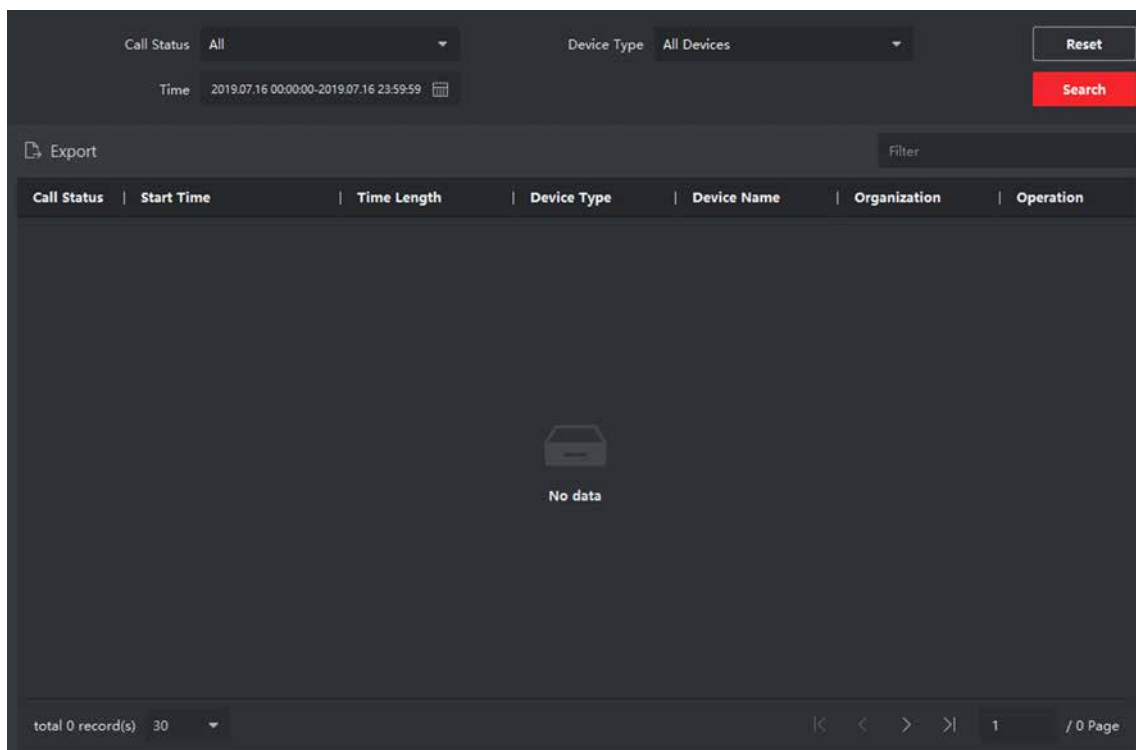 Call Status All Device Type All Devices Reset
Time 2019.07.16 00:00:00-2019.07.16 23:59:59 Search
Export Filter
Call Status | Start Time | Time Length | Device Type | Device Name | Organization | Operation
No data
total 0 record(s) 30 1 / 0 Page